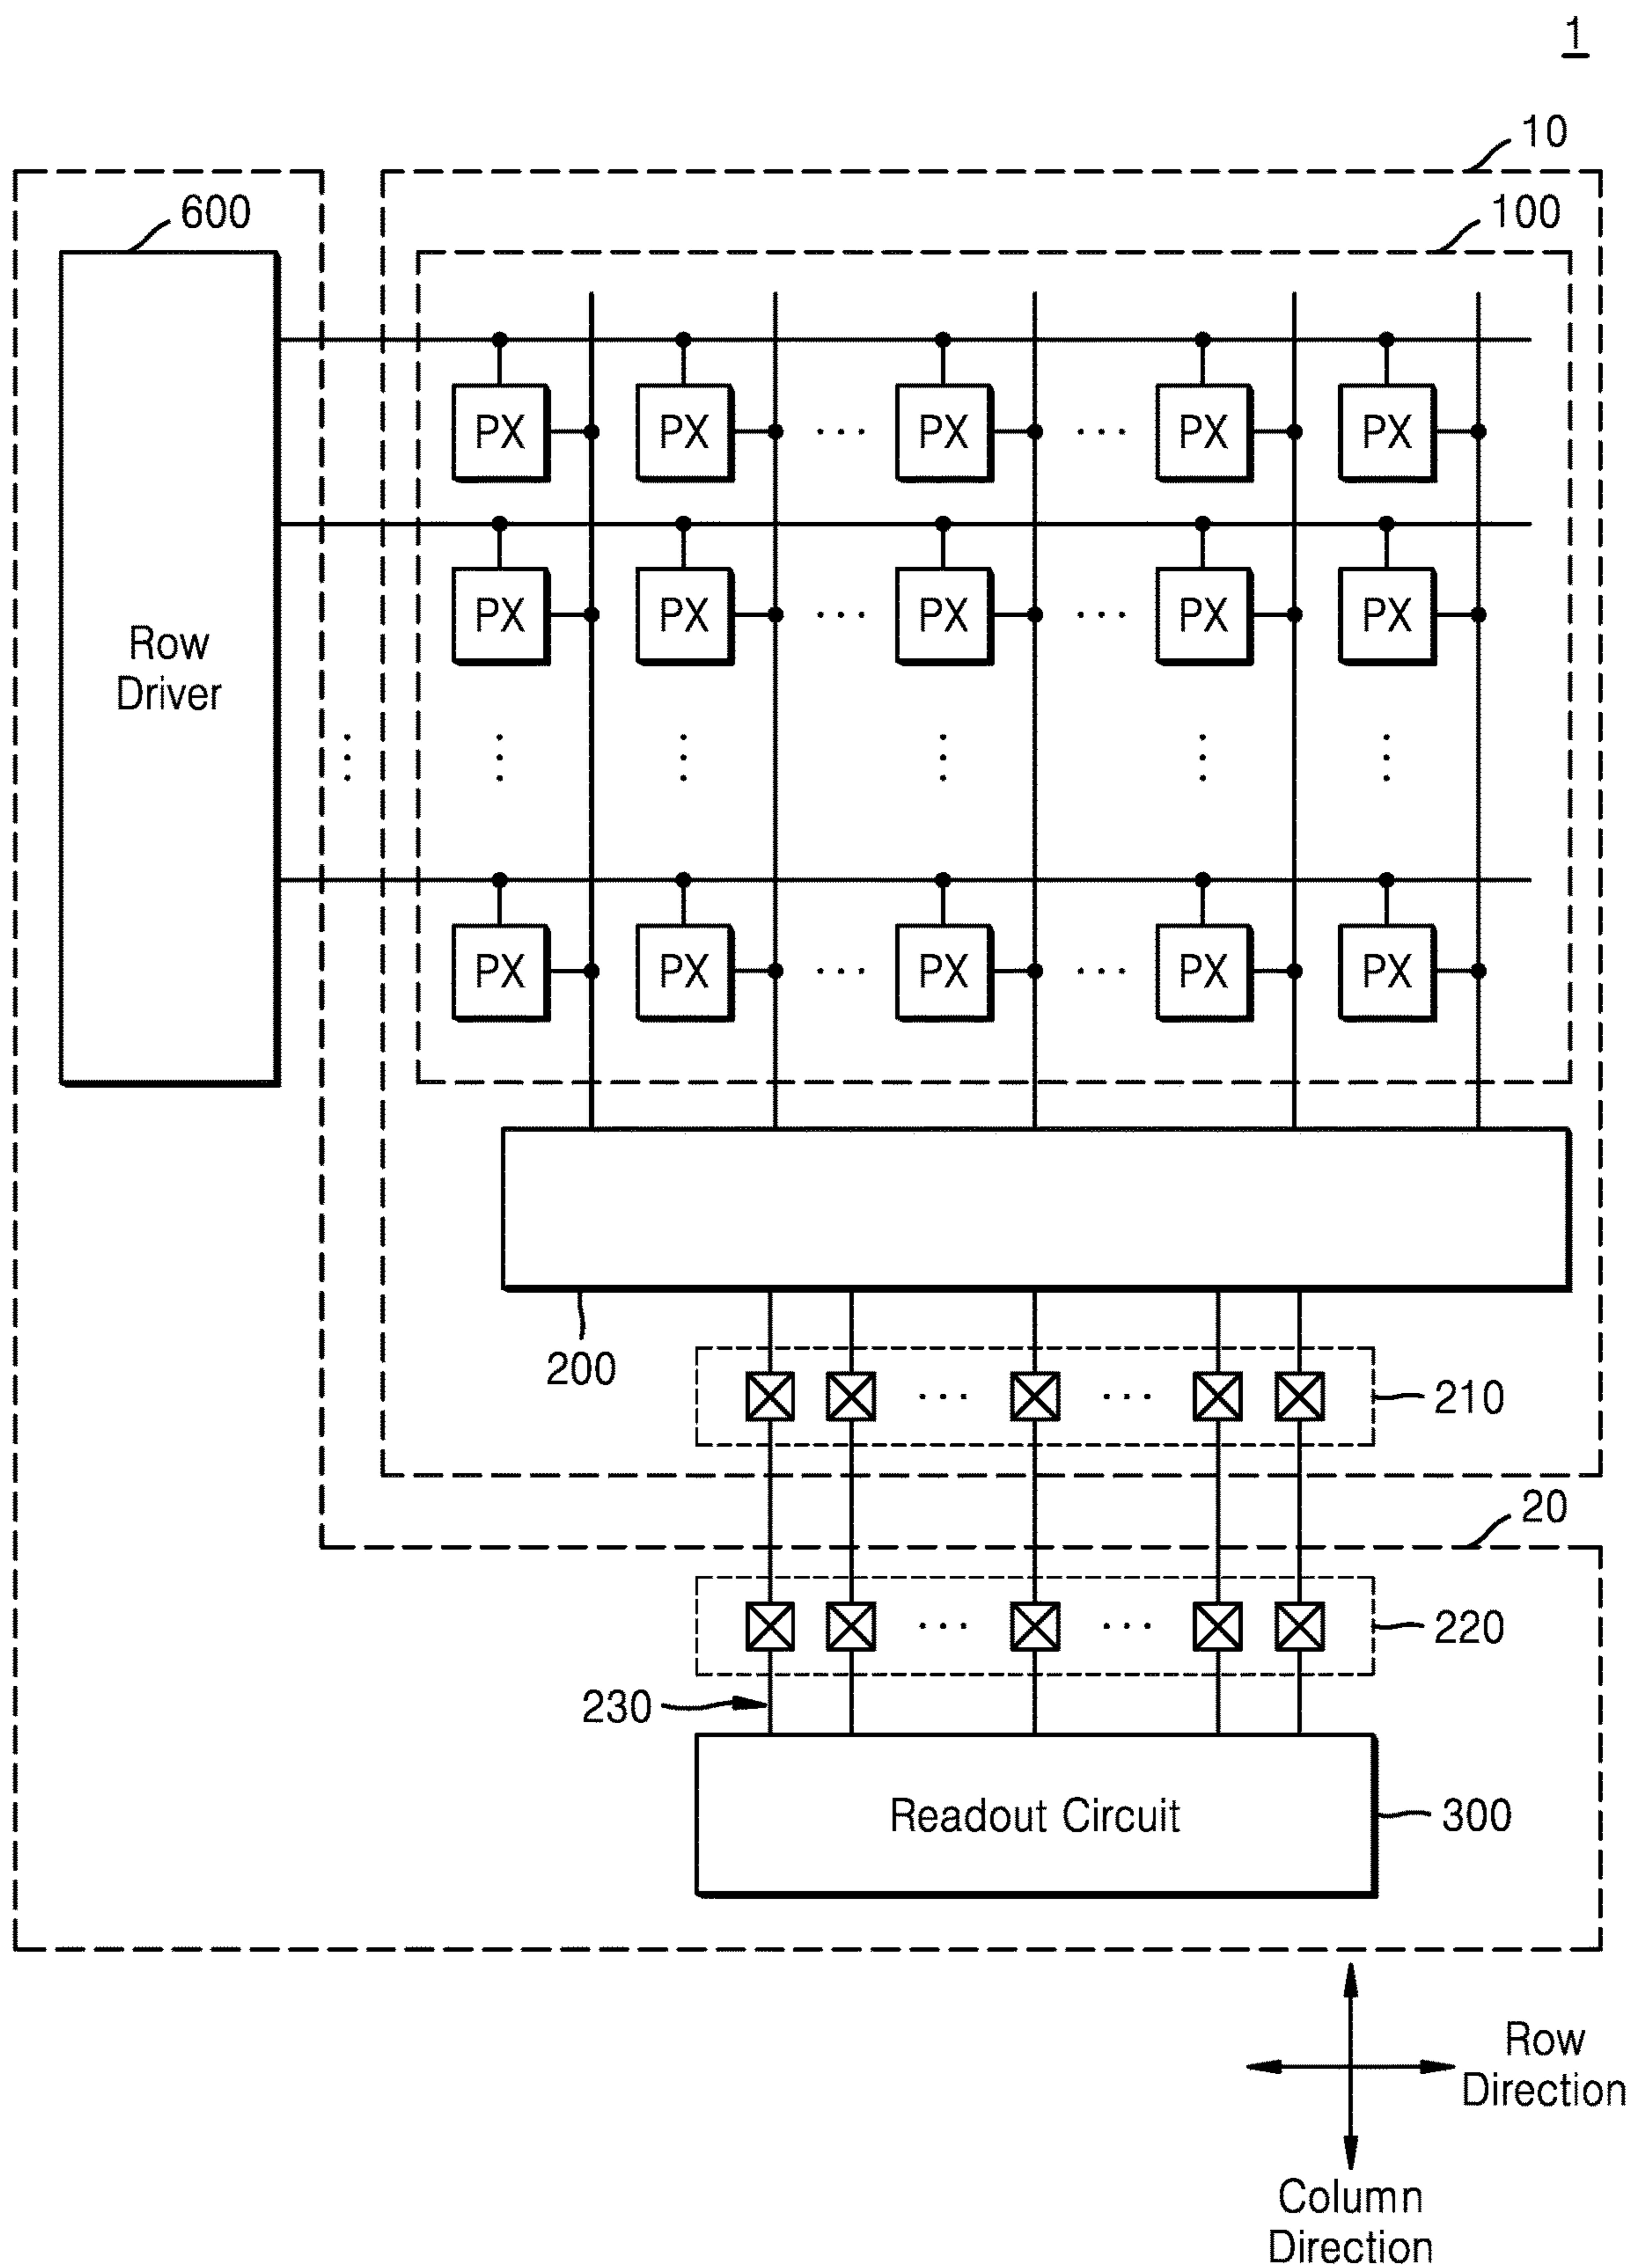 1
10
600
100
PX PX ... PX ... PX PX
PX PX ... PX ... PX PX
Row
Driver
PX PX ... PX ... PX PX
200
... ...
210
20
... ...
220
230
Readout Circuit
300
Row
Direction
Column
Direction